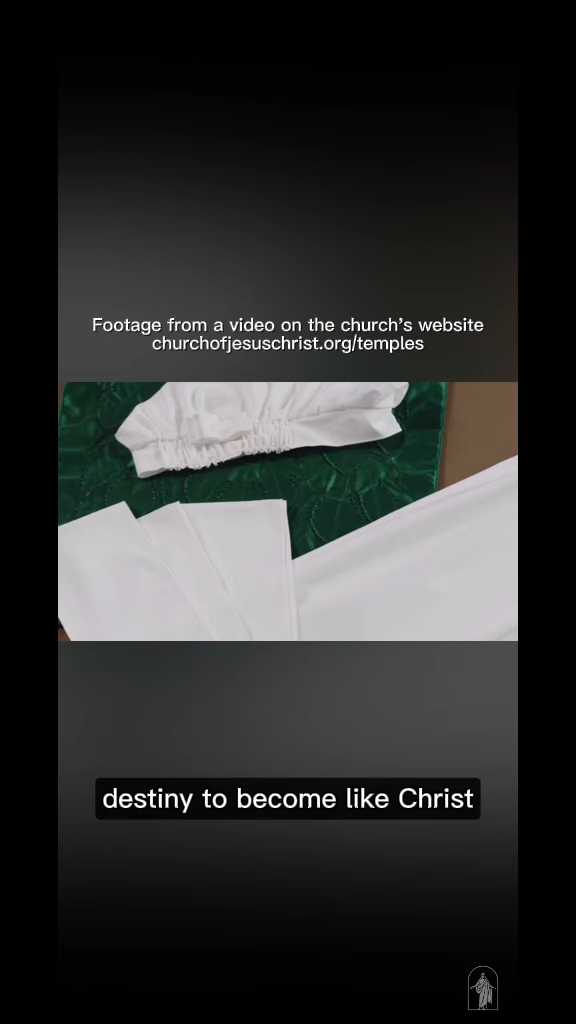 Footage from a video on the church's website
churchofjesuschrist.org/temples
destiny to become like Christ